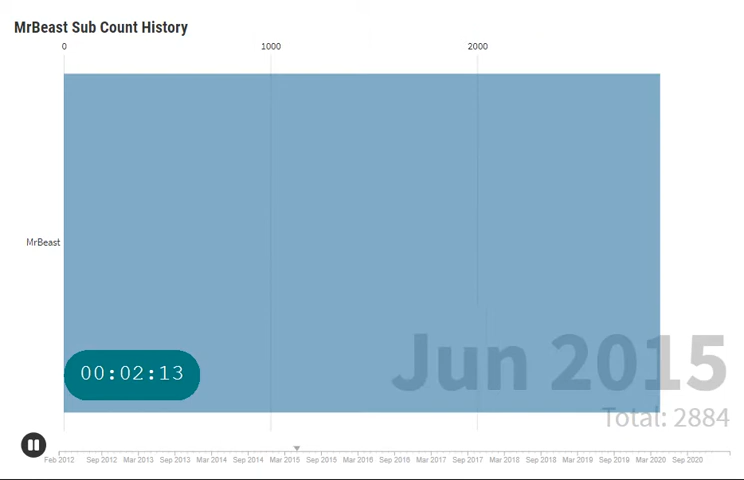 MrBeast Sub Count History
0 1000 2000
MrBeast
Jun 2015
00:02:13
Total: 2884
Feb 2012 Sep 2012 Mar 2013 Sep 2013 Mar 2014 Sep 2014 Mar 2015 Sep 2015 Mar 2016 Sep 2016 Mar 2017 Sep 2017 Mar 2018 Sep 2018 Mar 2019 Sep 2019 Mar 2020 Sep 2020